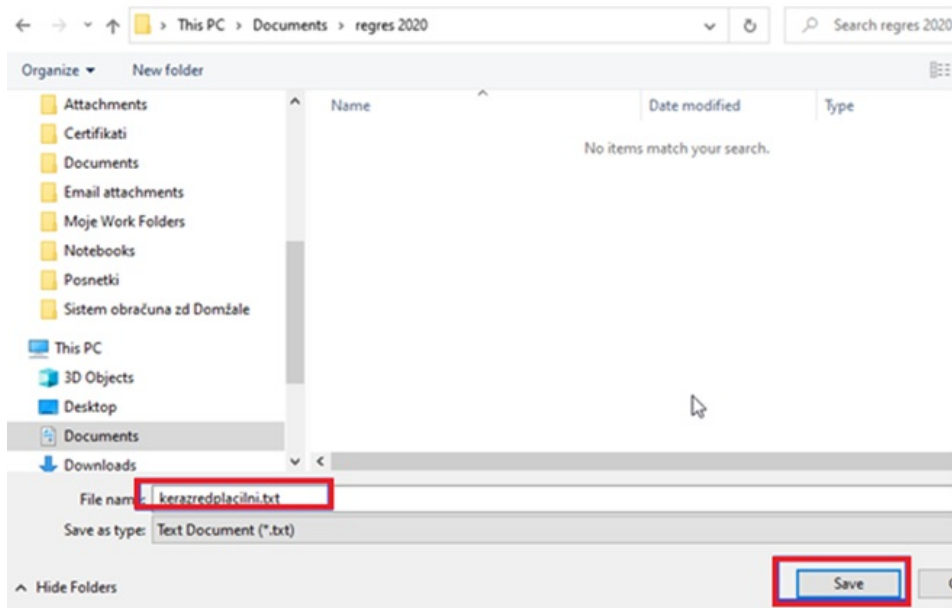 This PC > Documents > regres 2020
Search regres 2020
Organize
New folder
Name
Date modified
Type
No items match your search.
Attachments
Certifikati
Documents
Email attachments
Moje Work Folders
Notebooks
Posnetki
Sistem obračuna zd Domžale
This PC
3D Objects
Desktop
Documents
Downloads
File name:
kerazredplacilni.txt
Save as type: Text Document (*.txt)
Hide Folders
Save